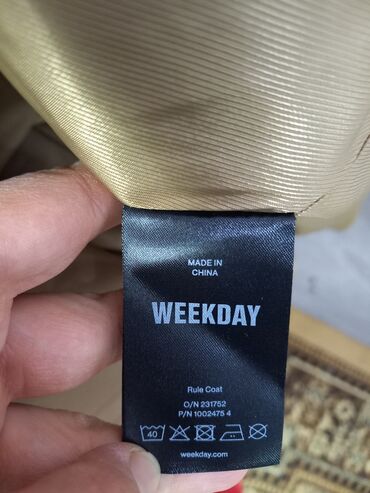 MADE IN
CHINA
WEEKDAY
Rule Coat
O/N 231752
P/N 1002475 4
40
weekday.com